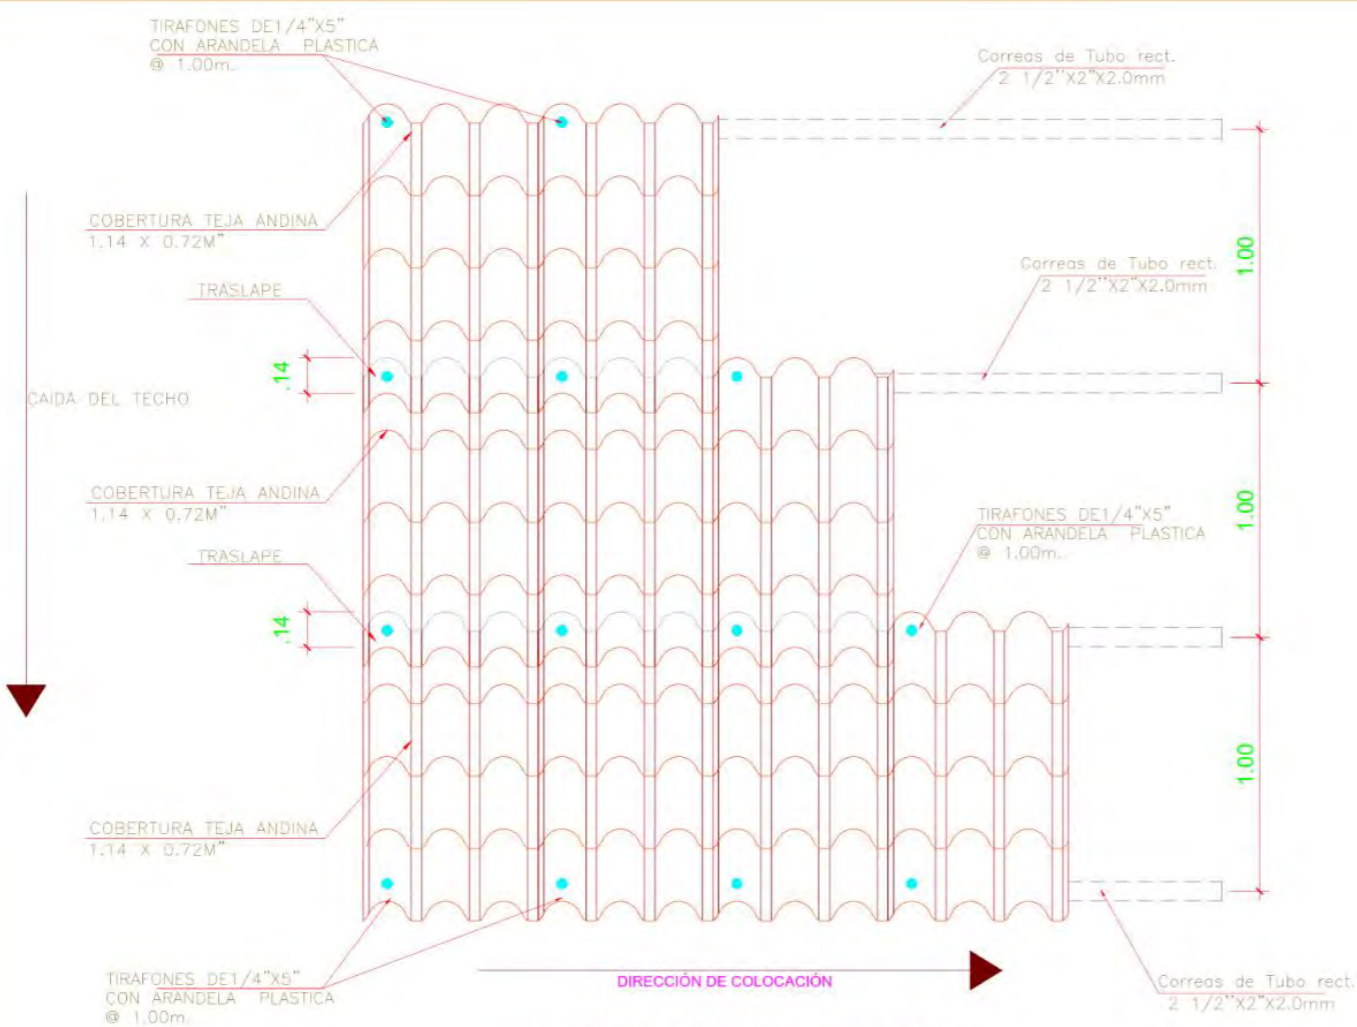 TIRAFONES DE1/4"X5"
CON ARANDELA PLASTICA
@ 1.00m.
Correas de Tubo rect.
2 1/2"X2"X2.0mm
COBERTURA TEJA ANDINA
1.14 X 0.72M"
1.00
Correas de Tubo rect.
2 1/2"X2"X2.0mm
TRASLAPE
.14
CAIDA DEL TECHO
COBERTURA TEJA ANDINA
1.14 X 0.72M"
1.00
TIRAFONES DE1/4"X5"
CON ARANDELA PLASTICA
@ 1.00m.
TRASLAPE
.14
1.00
COBERTURA TEJA ANDINA
1.14 X 0.72M"
TIRAFONES DE1/4"X5"
CON ARANDELA PLASTICA
@ 1.00m.
DIRECCIÓN DE COLOCACIÓN
Correas de Tubo rect.
2 1/2"X2"X2.0mm